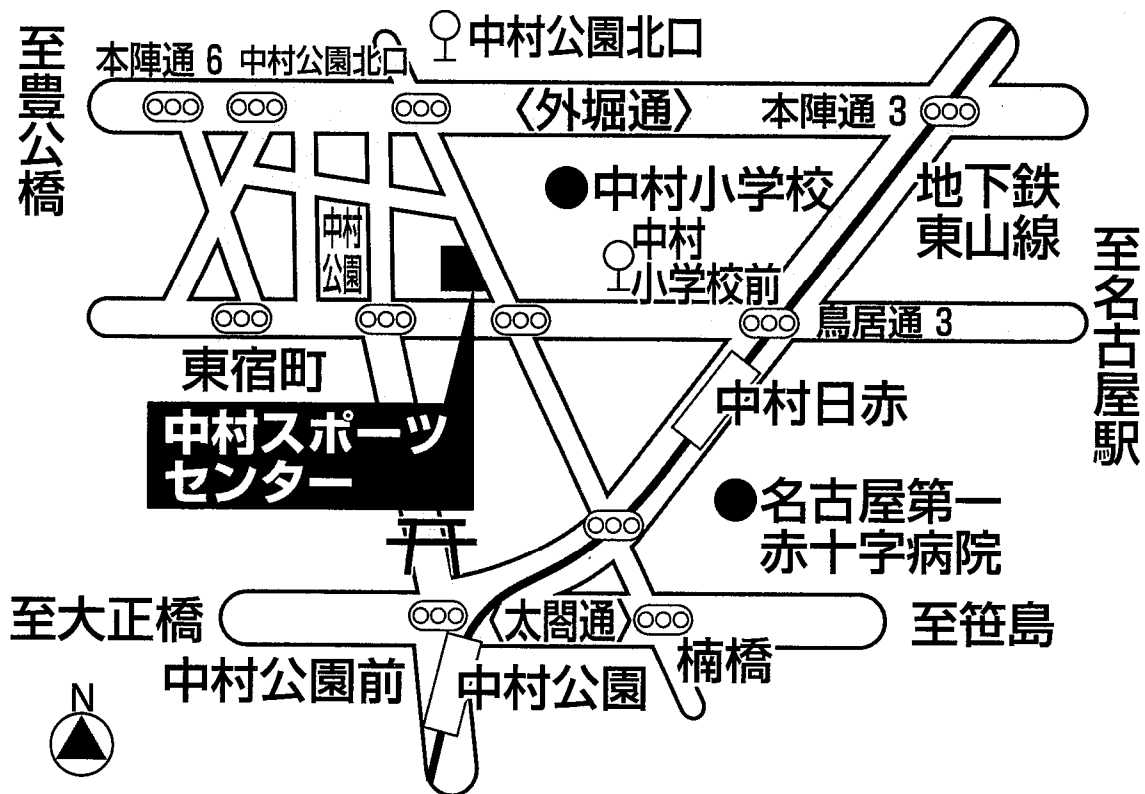 至豊公橋
本陣通 6
中村公園北口
中村公園北口
〈外堀通〉
本陣通 3
中村小学校
地下鉄
東山線
中村
公園
中村
小学校前
至名古屋駅
鳥居通 3
東宿町
中村日赤
中村スポーツ
センター
名古屋第一
赤十字病院
至大正橋
〈太閤通〉
至笹島
楠橋
中村公園前
中村公園
N